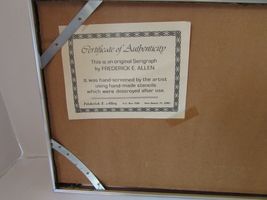 Certificate of Authenticity
This is an original Serigraph
by FREDERICK E. ALLEN
It was hand-screened by the artist
using hand-made stencils
which were destroyed after use.
Frederick E. Allen P.O. Box